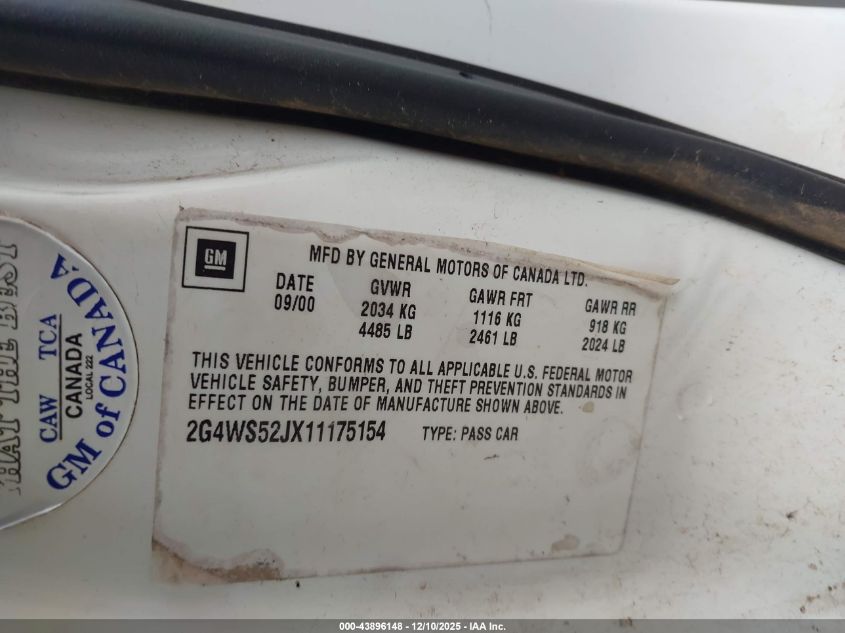 GM
MFD BY GENERAL MOTORS OF CANADA LTD.
DATE GVWR GAWR FRT GAWR RR
09/00 2034 KG 1116 KG 918 KG
4485 LB 2461 LB 2024 LB
THIS VEHICLE CONFORMS TO ALL APPLICABLE U.S. FEDERAL MOTOR
VEHICLE SAFETY, BUMPER, AND THEFT PREVENTION STANDARDS IN
EFFECT ON THE DATE OF MANUFACTURE SHOWN ABOVE.
2G4WS52JX11175154 TYPE: PASS CAR
THE BEST
CAW TCA
CANADA
LOCAL 222
GM of CANADA
000-43896148 - 12/10/2025 - IAA Inc.